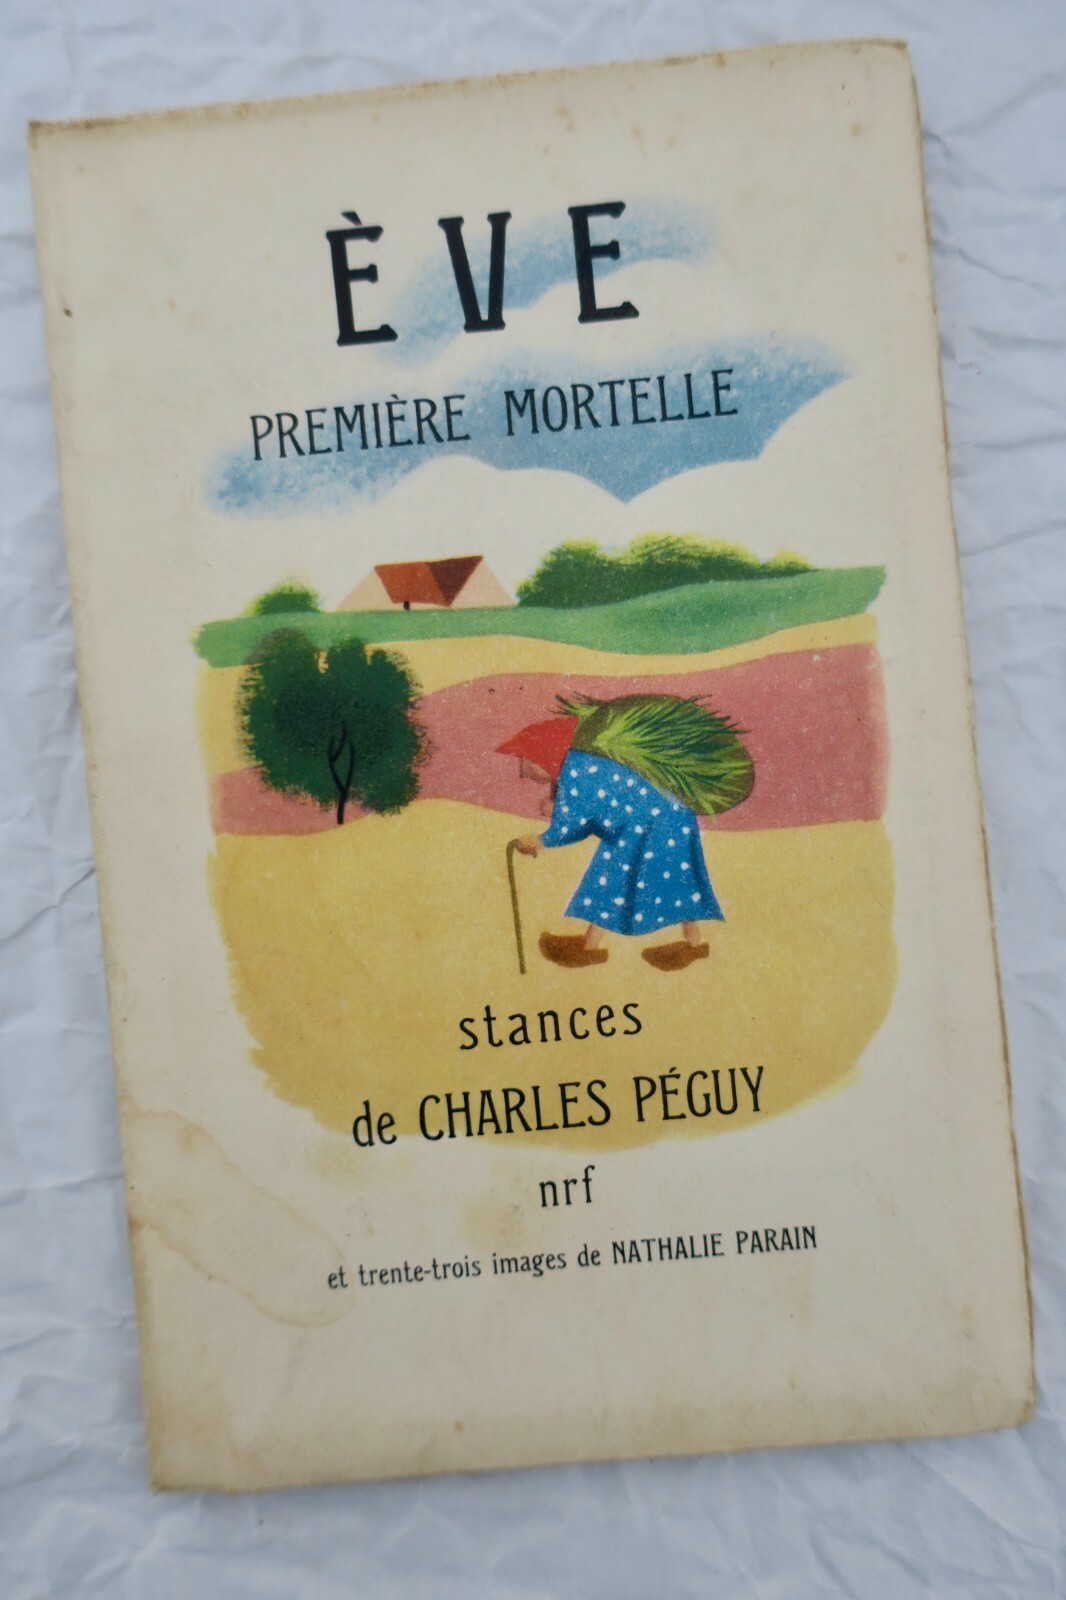 ÈVE
PREMIÈRE MORTELLE
stances
de CHARLES PÉGUY
nrf
et trente-trois images de NATHALIE PARAIN